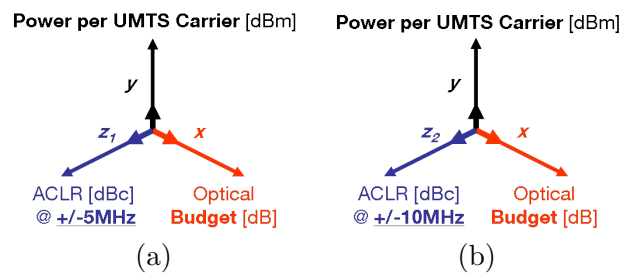 Power per UMTS Carrier [dBm]
y
z1
x
ACLR [dBc]
@ +/-5MHz
Optical
Budget [dB]
(a)
Power per UMTS Carrier [dBm]
y
z2
x
ACLR [dBc]
@ +/-10MHz
Optical
Budget [dB]
(b)